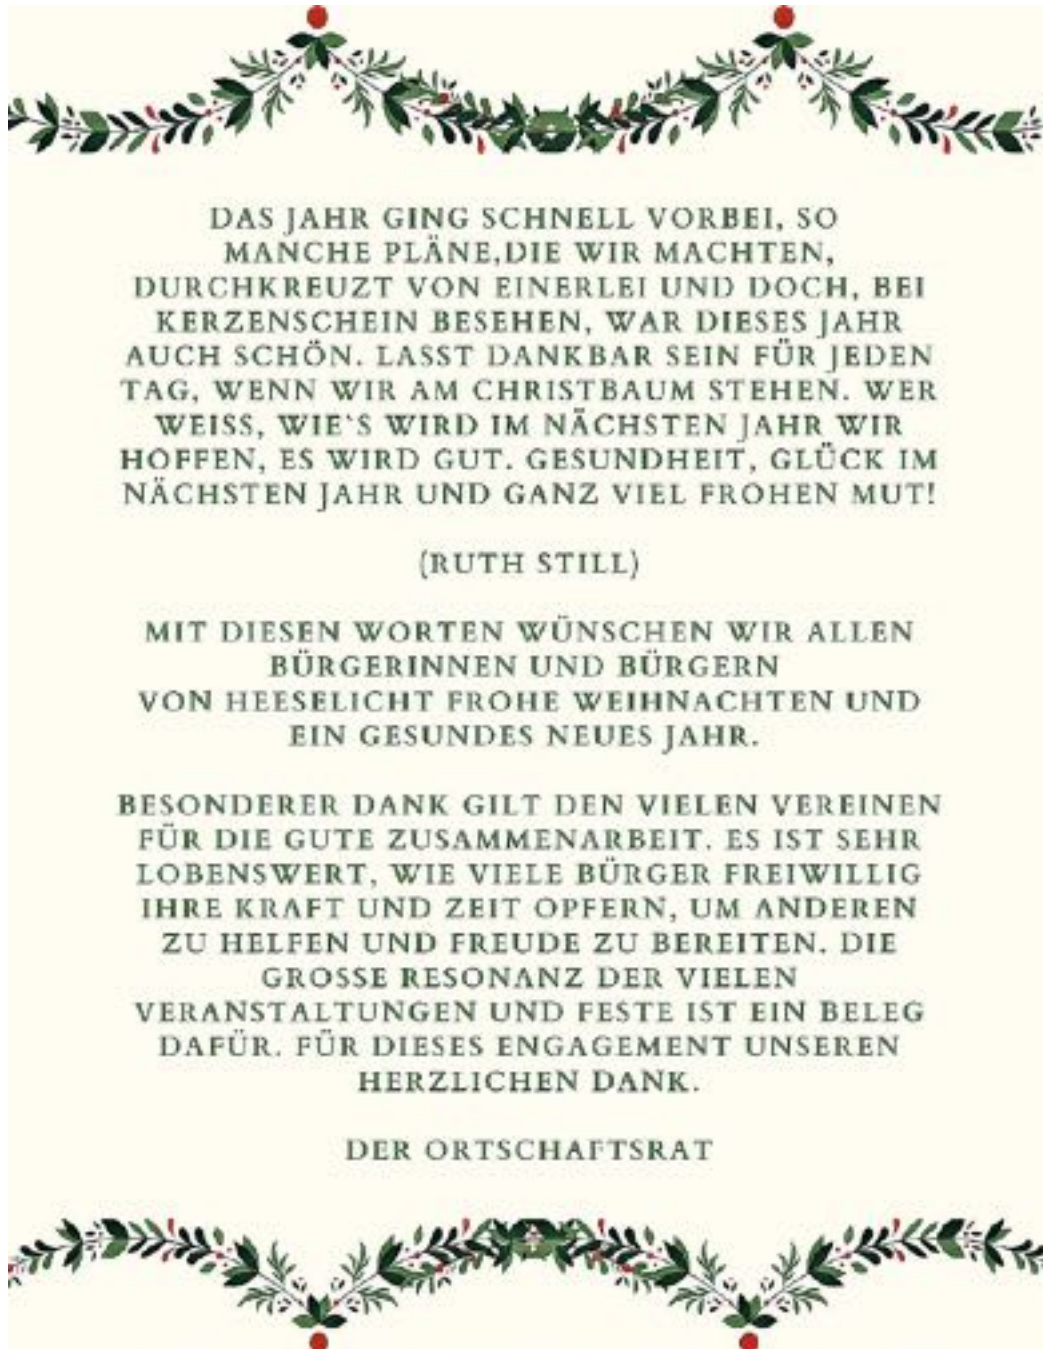 DAS JAHR GING SCHNELL VORBEI, SO
MANCHE PLÄNE,DIE WIR MACHTEN,
DURCHKREUZT VON EINERLEI UND DOCH, BEI
KERZENSCHEIN BESEHEN, WAR DIESES JAHR
AUCH SCHÖN. LASST DANKBAR SEIN FÜR JEDEN
TAG, WENN WIR AM CHRISTBAUM STEHEN. WER
WEISS, WIE`S WIRD IM NÄCHSTEN JAHR WIR
HOFFEN, ES WIRD GUT. GESUNDHEIT, GLÜCK IM
NÄCHSTEN JAHR UND GANZ VIEL FROHEN MUT!
(RUTH STILL)
MIT DIESEN WORTEN WÜNSCHEN WIR ALLEN
BÜRGERINNEN UND BÜRGERN
VON HEESELICHT FROHE WEIHNACHTEN UND
EIN GESUNDES NEUES JAHR.
BESONDERER DANK GILT DEN VIELEN VEREINEN
FÜR DIE GUTE ZUSAMMENARBEIT. ES IST SEHR
LOBENSWERT, WIE VIELE BÜRGER FREIWILLIG
IHRE KRAFT UND ZEIT OPFERN, UM ANDEREN
ZU HELFEN UND FREUDE ZU BEREITEN. DIE
GROSSE RESONANZ DER VIELEN
VERANSTALTUNGEN UND FESTE IST EIN BELEG
DAFÜR. FÜR DIESES ENGAGEMENT UNSEREN
HERZLICHEN DANK.
DER ORTSCHAFTSRAT